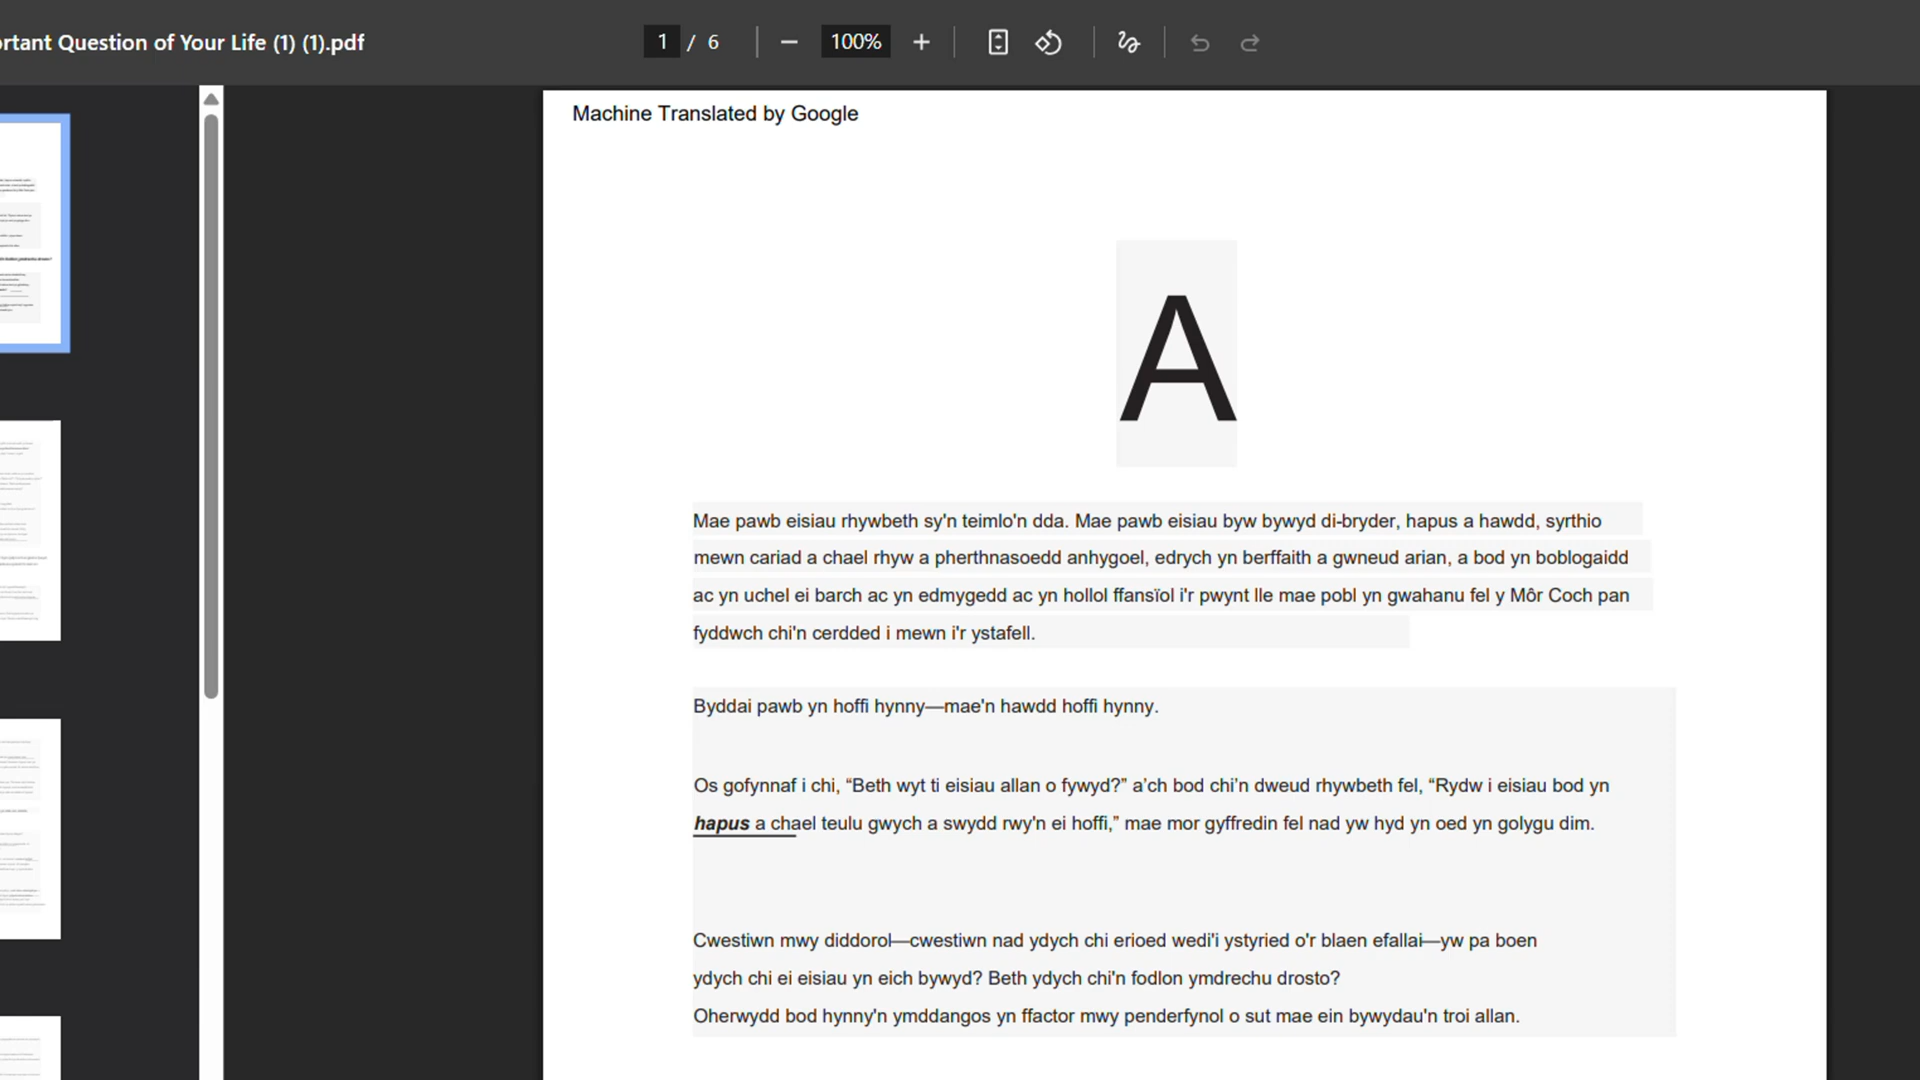 rtant Question of Your Life (1) (1).pdf
1 / 6
100%
Machine Translated by Google
A
Mae pawb eisiau rhywbeth sy'n teimlo'n dda. Mae pawb eisiau byw bywyd di-bryder, hapus a hawdd, syrthio
mewn cariad a chael rhyw a pherthnasoedd anhygoel, edrych yn berffaith a gwneud arian, a bod yn boblogaidd
ac yn uchel ei barch ac yn edmygedd ac yn hollol ffansïol i'r pwynt lle mae pobl yn gwahanu fel y Môr Coch pan
fyddwch chi'n cerdded i mewn i'r ystafell.
Byddai pawb yn hoffi hynny—mae'n hawdd hoffi hynny.
Os gofynnaf i chi, “Beth wyt ti eisiau allan o fywyd?” a’ch bod chi’n dweud rhywbeth fel, “Rydw i eisiau bod yn
hapus a chael teulu gwych a swydd rwy'n ei hoffi,” mae mor gyffredin fel nad yw hyd yn oed yn golygu dim.
Cwestiwn mwy diddorol—cwestiwn nad ydych chi erioed wedi'i ystyried o'r blaen efallai—yw pa boen
ydych chi ei eisiau yn eich bywyd? Beth ydych chi'n fodlon ymdrechu drosto?
Oherwydd bod hynny'n ymddangos yn ffactor mwy penderfynol o sut mae ein bywydau'n troi allan.